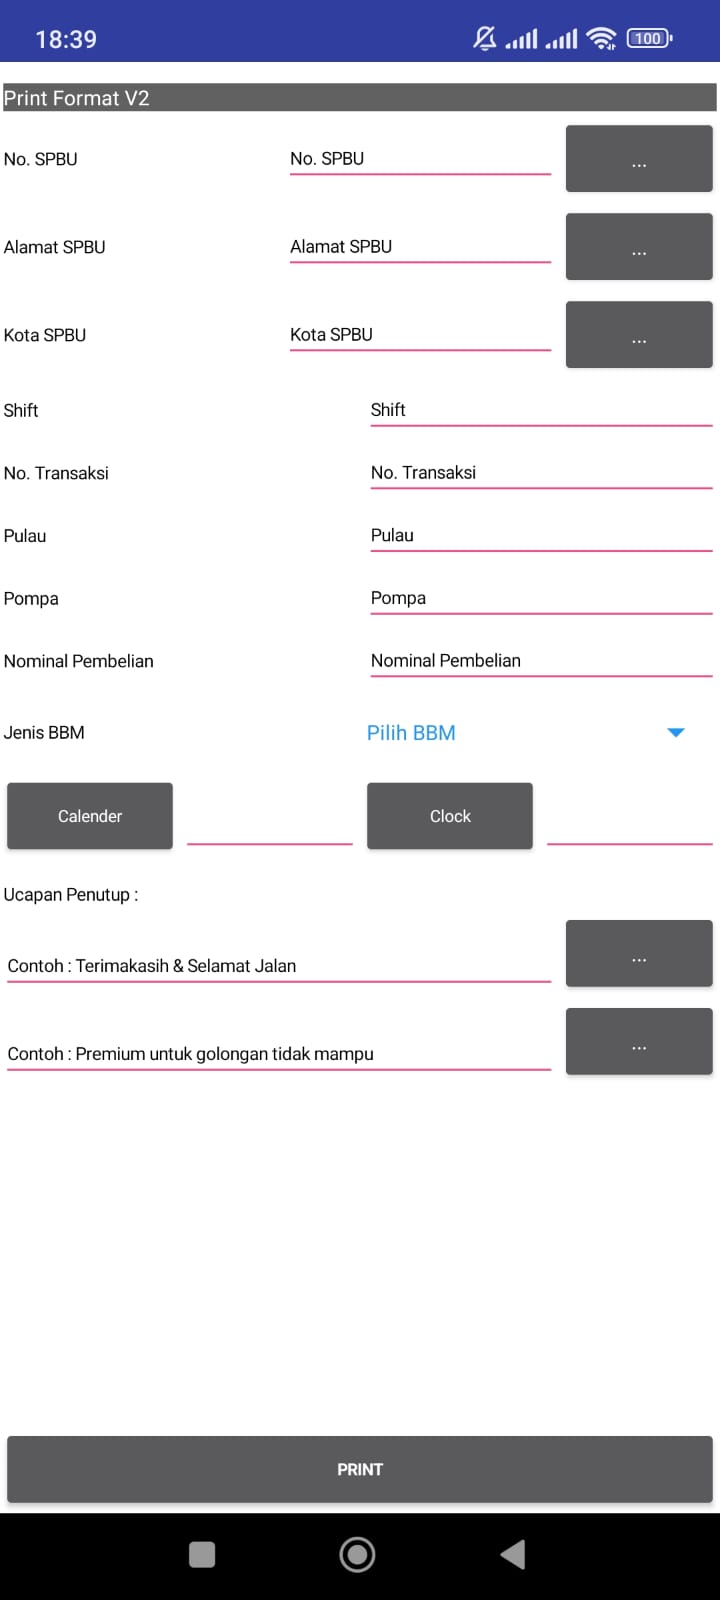 18:39
100
Print Format V2
No. SPBU No. SPBU ...
Alamat SPBU Alamat SPBU ...
Kota SPBU Kota SPBU ...
Shift Shift
No. Transaksi No. Transaksi
Pulau Pulau
Pompa Pompa
Nominal Pembelian Nominal Pembelian
Jenis BBM Pilih BBM
Calender Clock
Ucapan Penutup :
Contoh : Terimakasih & Selamat Jalan ...
Contoh : Premium untuk golongan tidak mampu ...
PRINT